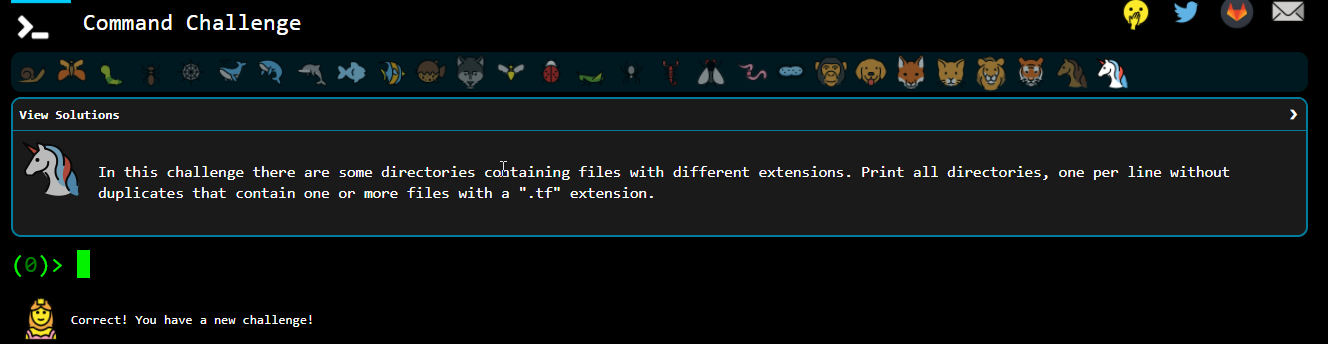 Command Challenge
View Solutions
In this challenge there are some directories containing files with different extensions. Print all directories, one per line without
duplicates that contain one or more files with a ".tf" extension.
(0)>
Correct! You have a new challenge!